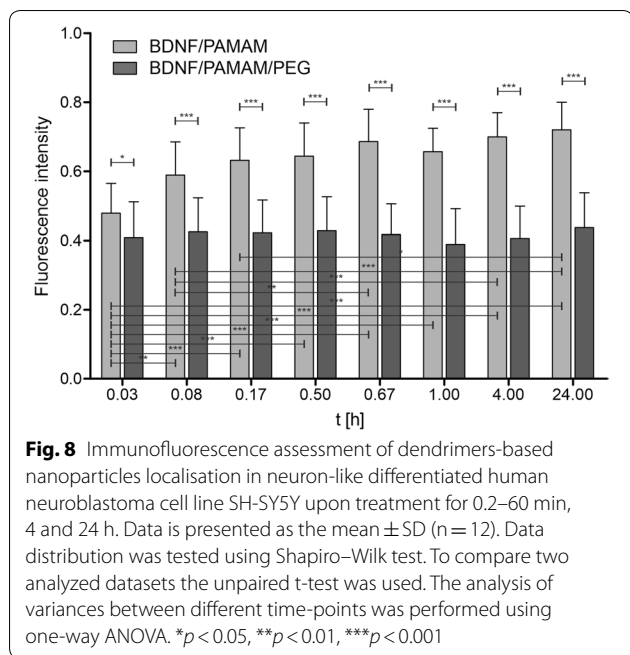 1.0
BDNF/PAMAM
BDNF/PAMAM/PEG
***
***
***
***
***
***
***
0.8
*
0.6
Fluorescence intensity
0.4
*
***
***
**
0.2
***
***
***
***
***
***
**
0.0
0.03 0.08 0.17 0.50 0.67 1.00 4.00 24.00
t [h]
Fig. 8 Immunofluorescence assessment of dendrimers-based
nanoparticles localisation in neuron-like differentiated human
neuroblastoma cell line SH-SY5Y upon treatment for 0.2–60 min,
4 and 24 h. Data is presented as the mean ± SD (n = 12). Data
distribution was tested using Shapiro–Wilk test. To compare two
analyzed datasets the unpaired t-test was used. The analysis of
variances between different time-points was performed using
one-way ANOVA. *p < 0.05, **p < 0.01, ***p < 0.001